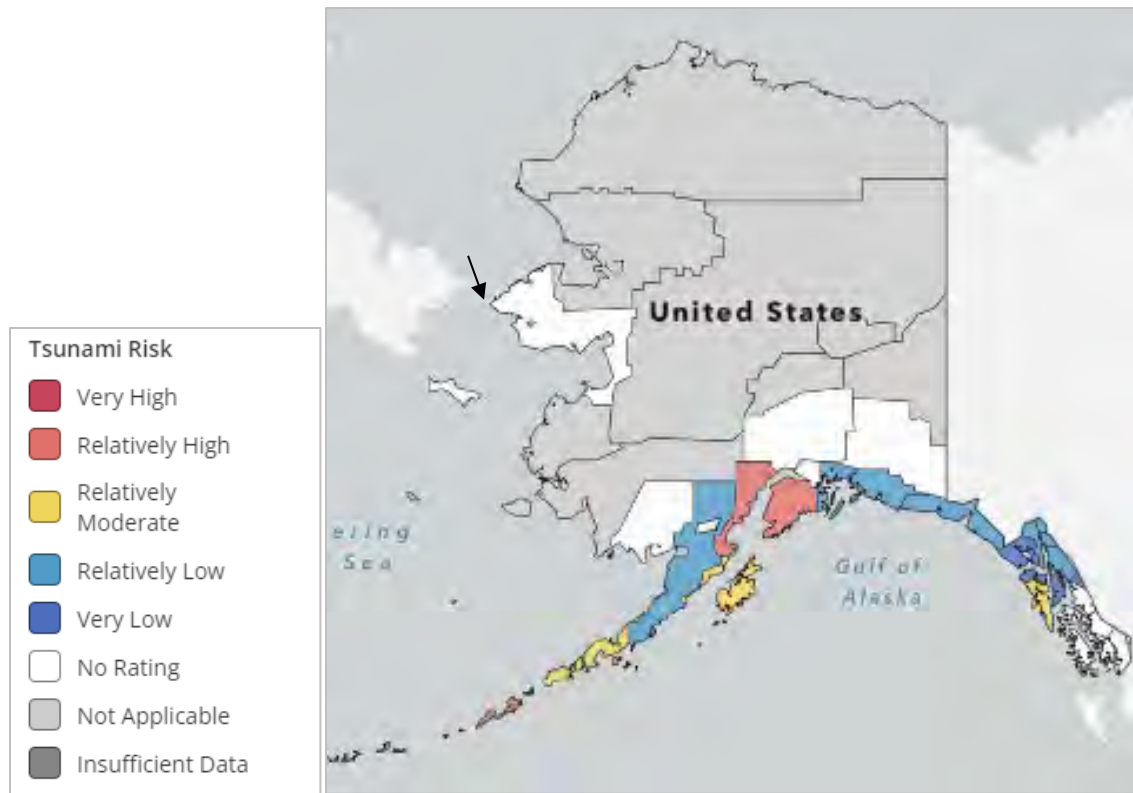 Tsunami Risk
Very High
Relatively High
Relatively
Moderate
Relatively Low
Very Low
No Rating
Not Applicable
Insufficient Data
United States
ering
Sea
Gulf of
Alaska